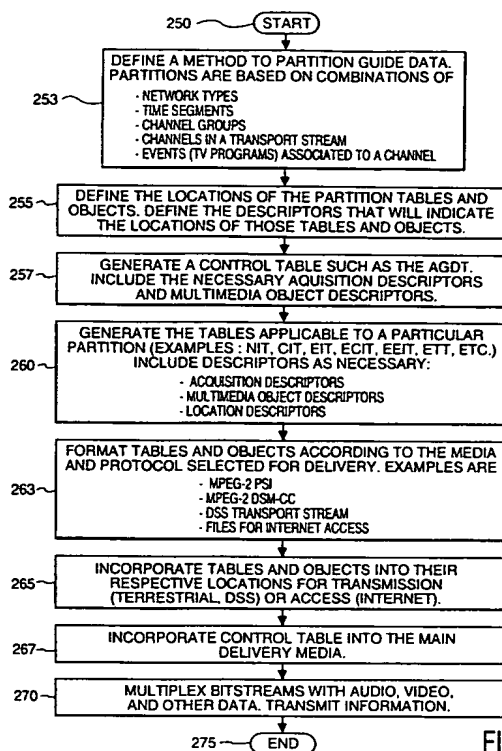 250
START
253
DEFINE A METHOD TO PARTITION GUIDE DATA.
PARTITIONS ARE BASED ON COMBINATIONS OF
- NETWORK TYPES
- TIME SEGMENTS
- CHANNEL GROUPS
- CHANNELS IN A TRANSPORT STREAM
- EVENTS (TV PROGRAMS) ASSOCIATED TO A CHANNEL
255
DEFINE THE LOCATIONS OF THE PARTITION TABLES AND
OBJECTS. DEFINE THE DESCRIPTORS THAT WILL INDICATE
THE LOCATIONS OF THOSE TABLES AND OBJECTS.
257
GENERATE A CONTROL TABLE SUCH AS THE AGDT.
INCLUDE THE NECESSARY AQUISITION DESCRIPTORS
AND MULTIMEDIA OBJECT DESCRIPTORS.
260
GENERATE THE TABLES APPLICABLE TO A PARTICULAR
PARTITION (EXAMPLES : NIT, CIT, EIT, ECIT, EEIT, ETT, ETC.)
INCLUDE DESCRIPTORS AS NECESSARY:
- ACQUISITION DESCRIPTORS
- MULTIMEDIA OBJECT DESCRIPTORS
- LOCATION DESCRIPTORS
263
FORMAT TABLES AND OBJECTS ACCORDING TO THE MEDIA
AND PROTOCOL SELECTED FOR DELIVERY. EXAMPLES ARE
- MPEG-2 PSI
- MPEG-2 DSM-CC
- DSS TRANSPORT STREAM
- FILES FOR INTERNET ACCESS
265
INCORPORATE TABLES AND OBJECTS INTO THEIR
RESPECTIVE LOCATIONS FOR TRANSMISSION
(TERRESTRIAL, DSS) OR ACCESS (INTERNET).
267
INCORPORATE CONTROL TABLE INTO THE MAIN
DELIVERY MEDIA.
270
MULTIPLEX BITSTREAMS WITH AUDIO, VIDEO,
AND OTHER DATA. TRANSMIT INFORMATION.
275
END